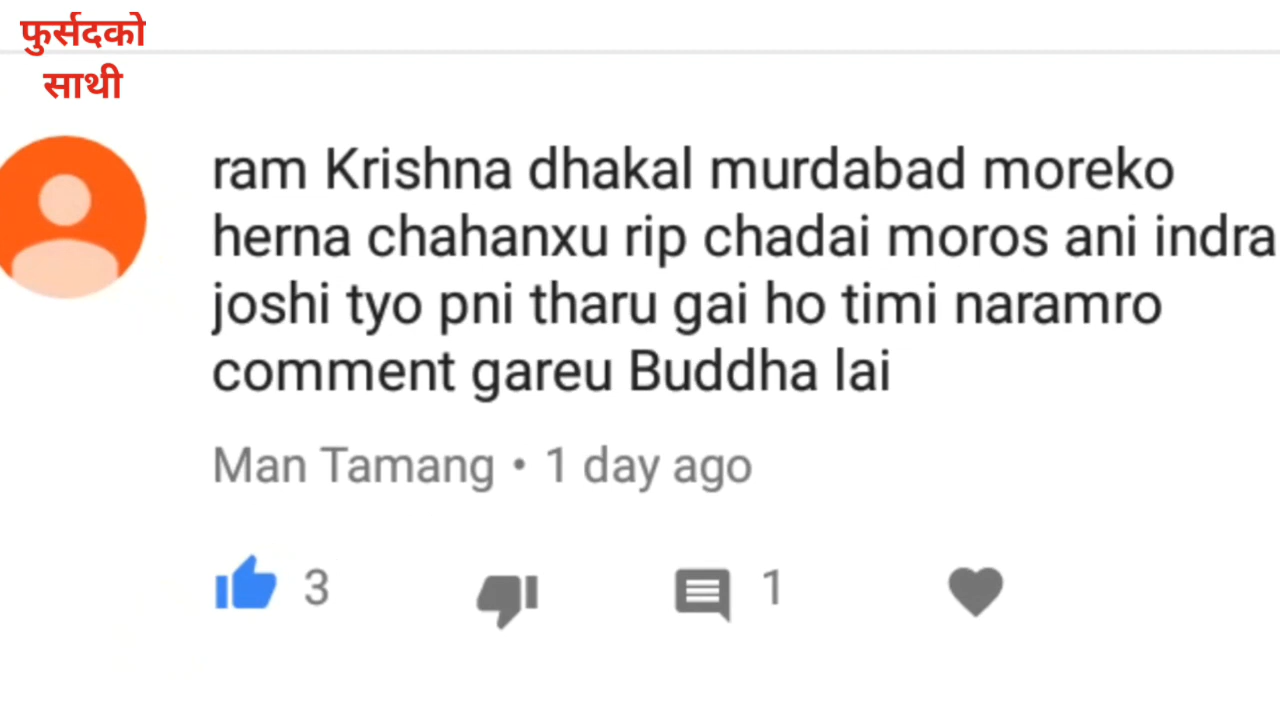 फुर्सदको
साथी
ram Krishna dhakal murdabad moreko
herna chahanxu rip chadai moros ani indra
joshi tyo pni tharu gai ho timi naramro
comment gareu Buddha lai
Man Tamang • 1 day ago
3
1